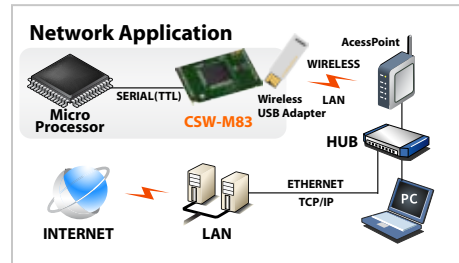 Network Application
AcessPoint
WIRELESS
LAN
SERIAL(TTL)
Micro
Processor
CSW-M83
Wireless
USB Adapter
HUB
ETHERNET
TCP/IP
PC
INTERNET
LAN